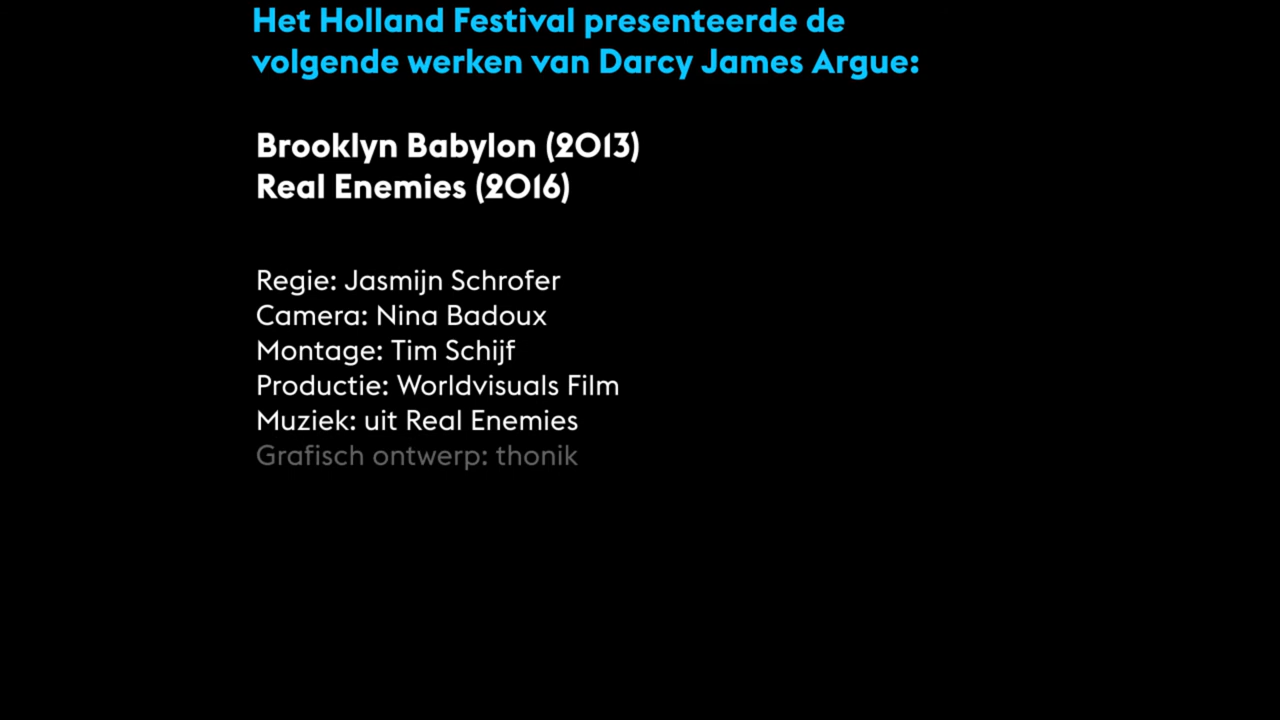 Het Holland Festival presenteerde de
volgende werken van Darcy James Argue:
Brooklyn Babylon (2013)
Real Enemies (2016)
Regie: Jasmijn Schrofer
Camera: Nina Badoux
Montage: Tim Schijf
Productie: Worldvisuals Film
Muziek: uit Real Enemies
Grafisch ontwerp: thonik